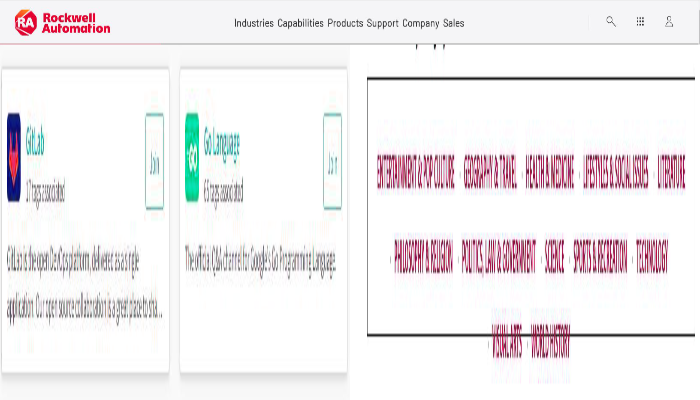 Rockwell
Automation
Industries Capabilities Products Support Company Sales
GitLab
17 tags associated
Join
GitLab is the open DevOps platform, delivered as a single
application. Our open source collaboration is a great place to sha...
Go Language
65 tags associated
Join
The official Q&A channel for Google's Go Programming Language.
ENTERTAINMENT & POP CULTURE · GEOGRAPHY & TRAVEL · HEALTH & MEDICINE · LIFESTYLES & SOCIAL ISSUES · LITERATURE
· PHILOSOPHY & RELIGION · POLITICS, LAW & GOVERNMENT · SCIENCE · SPORTS & RECREATION · TECHNOLOGY
· VISUAL ARTS · WORLD HISTORY